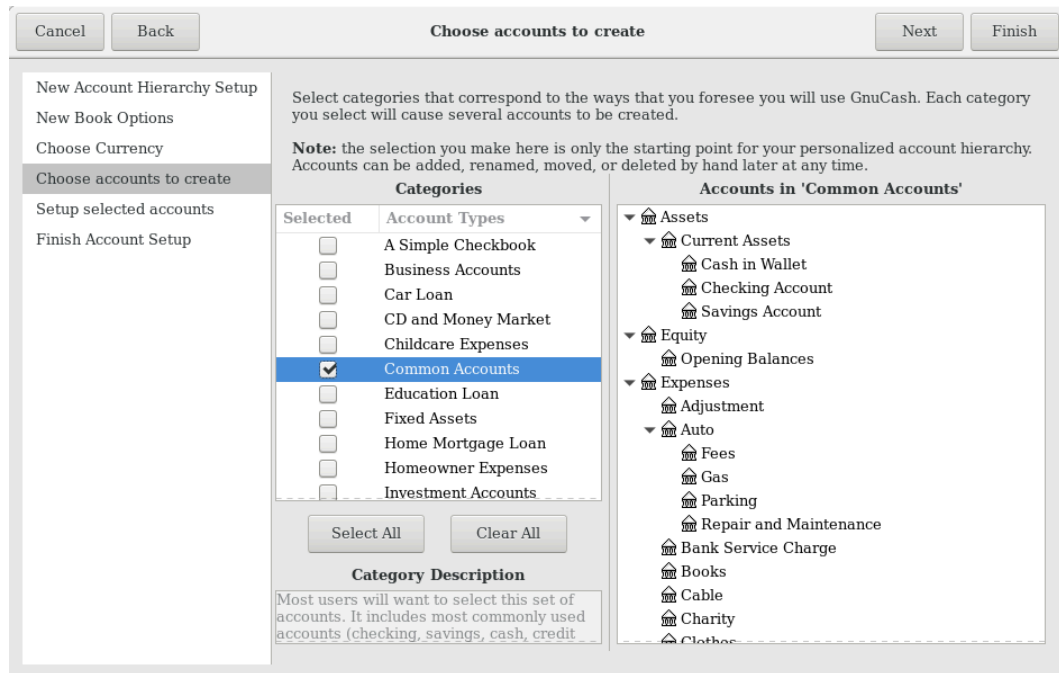 Cancel
Back
Choose accounts to create
Next
Finish
New Account Hierarchy Setup
New Book Options
Choose Currency
Choose accounts to create
Setup selected accounts
Finish Account Setup
Select categories that correspond to the ways that you foresee you will use GnuCash. Each category
you select will cause several accounts to be created.
Note: the selection you make here is only the starting point for your personalized account hierarchy.
Accounts can be added, renamed, moved, or deleted by hand later at any time.
Categories
Selected
Account Types
A Simple Checkbook
Business Accounts
Car Loan
CD and Money Market
Childcare Expenses
Common Accounts
Education Loan
Fixed Assets
Home Mortgage Loan
Homeowner Expenses
Investment Accounts
Select All
Clear All
Category Description
Most users will want to select this set of
accounts. It includes most commonly used
accounts (checking, savings, cash, credit
Accounts in 'Common Accounts'
Assets
Current Assets
Cash in Wallet
Checking Account
Savings Account
Equity
Opening Balances
Expenses
Adjustment
Auto
Fees
Gas
Parking
Repair and Maintenance
Bank Service Charge
Books
Cable
Charity
Clothes